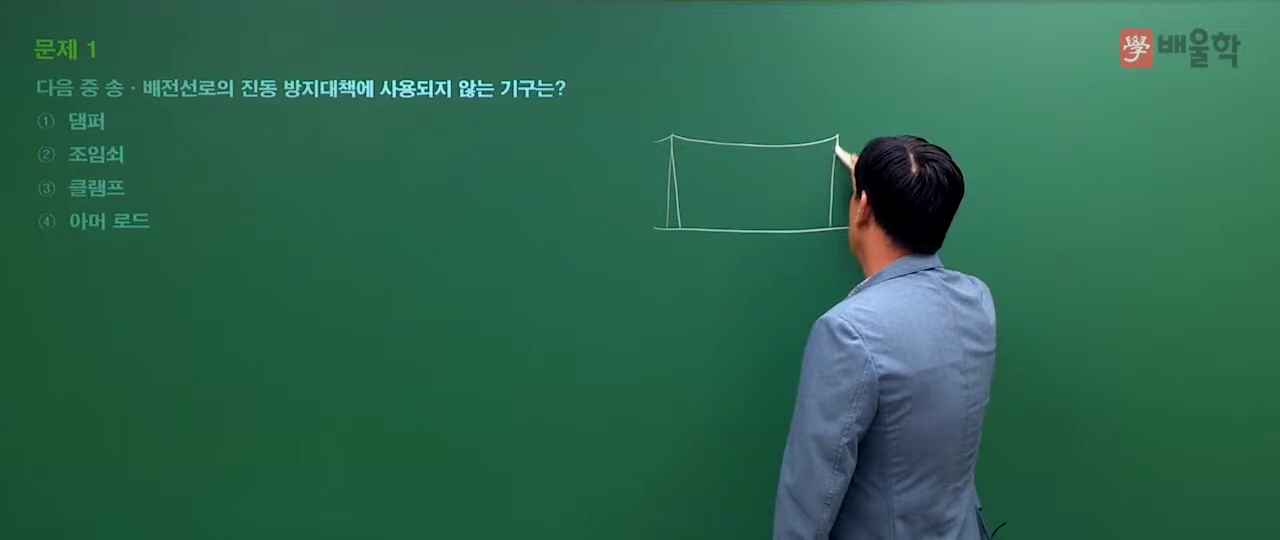 문제 1
다음 중 송·배전선로의 진동 방지대책에 사용되지 않는 기구는?
① 댐퍼
② 조임쇠
③ 클램프
④ 아머 로드
學 배울학